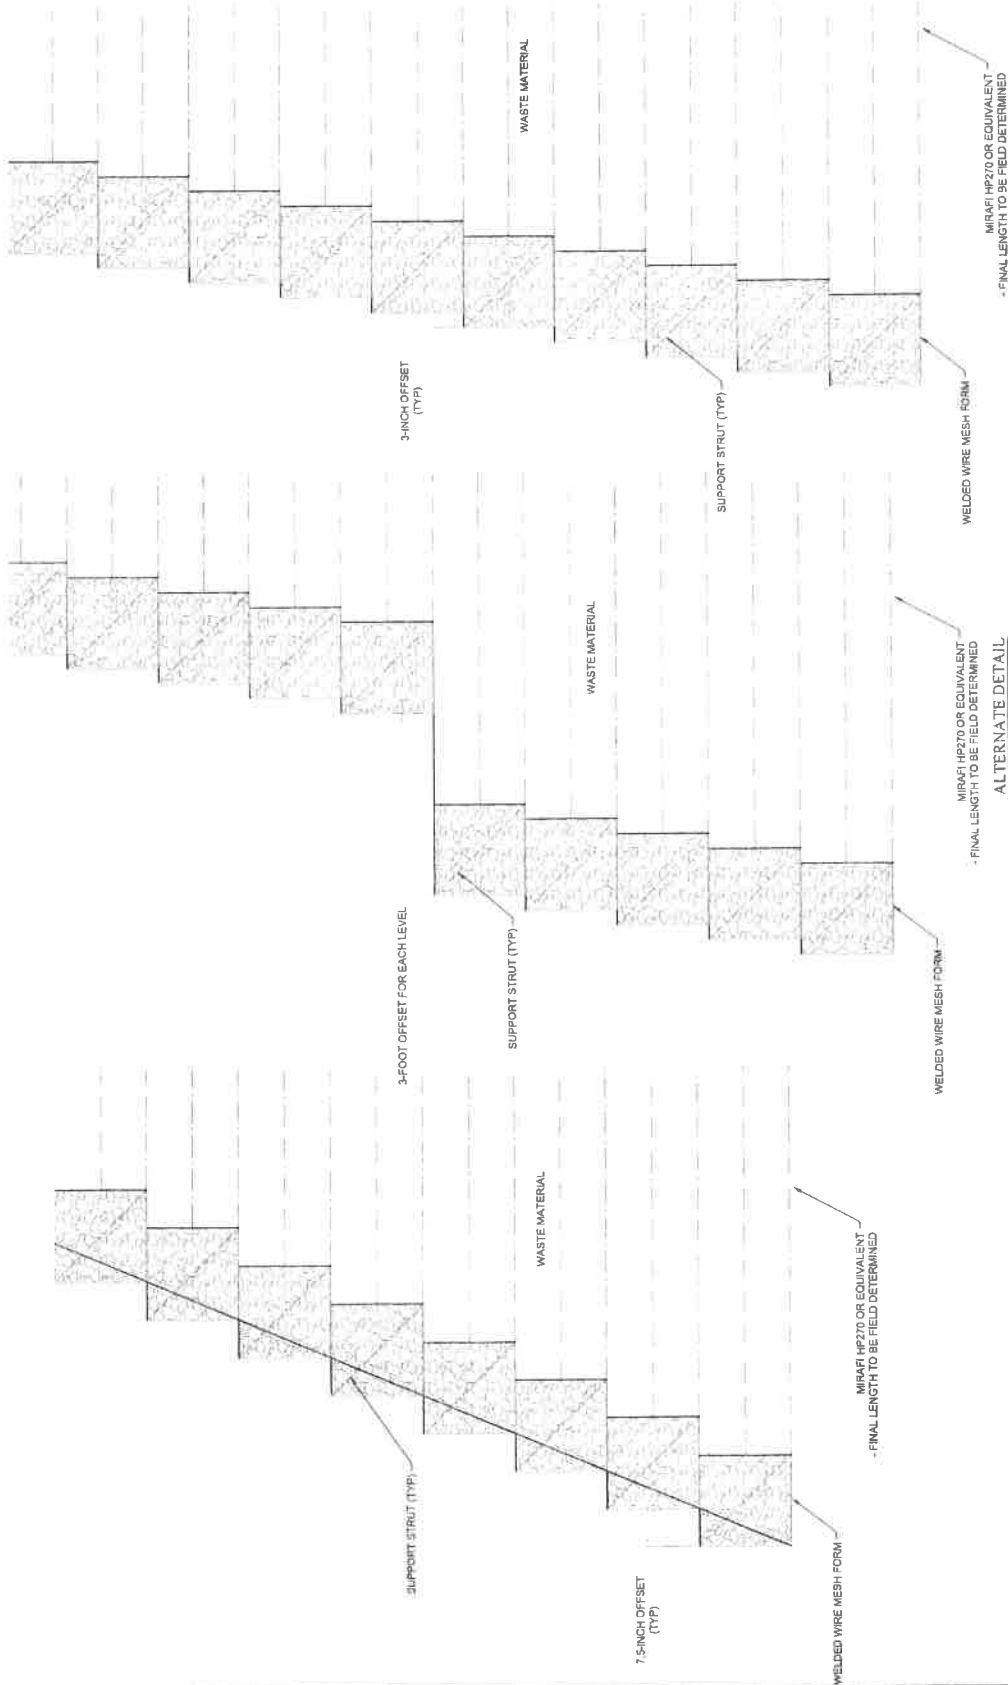 WASTE MATERIAL
3-INCH OFFSET
(TYP)
SUPPORT STRUT (TYP)
WELDED WIRE MESH FORM
MIRAFI HP270 OR EQUIVALENT
- FINAL LENGTH TO BE FIELD DETERMINED
WASTE MATERIAL
3-FOOT OFFSET FOR EACH LEVEL
SUPPORT STRUT (TYP)
WELDED WIRE MESH FORM
MIRAFI HP270 OR EQUIVALENT
- FINAL LENGTH TO BE FIELD DETERMINED
ALTERNATE DETAIL
WASTE MATERIAL
SUPPORT STRUT (TYP)
7.5-INCH OFFSET
(TYP)
WELDED WIRE MESH FORM
MIRAFI HP270 OR EQUIVALENT
- FINAL LENGTH TO BE FIELD DETERMINED